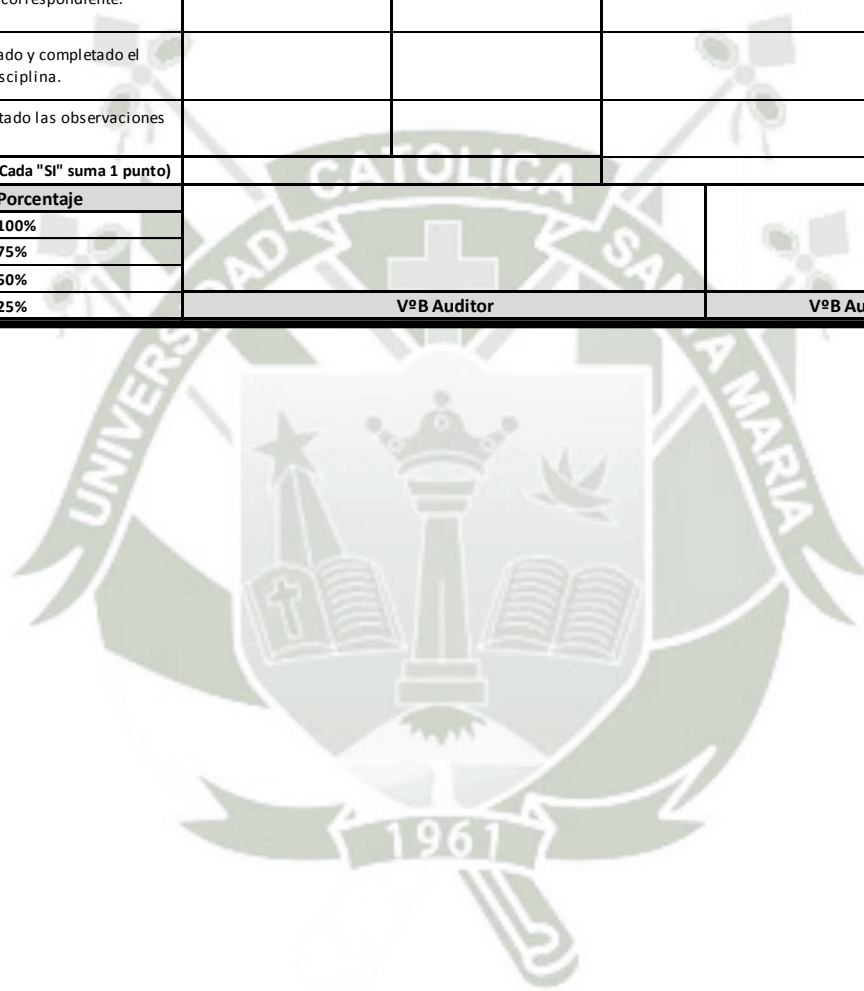 correspondiente.
ado y completado el
sciplina.
tado las observaciones
Cada "SI" suma 1 punto)
Porcentaje
100%
75%
50%
25%
VºB Auditor
VºB Au
UNIVERSIDAD CATOLICA SANTA MARIA
1961